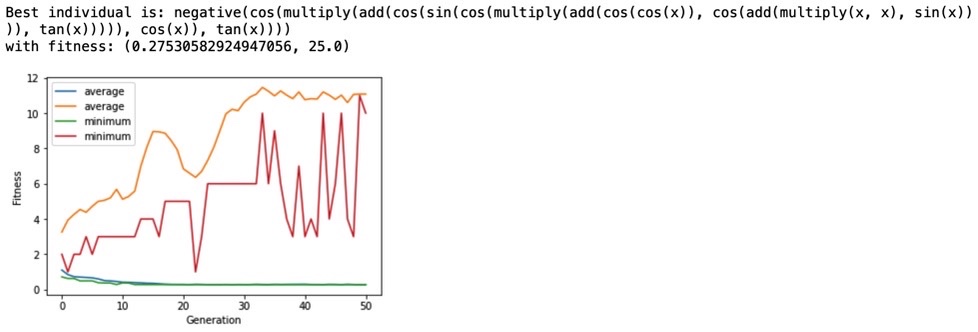 Best individual is: negative(cos(multiply(add(cos(sin(cos(multiply(add(cos(cos(x)), cos(add(multiply(x, x), sin(x))
)), tan(x))))), cos(x)), tan(x))))
with fitness: (0.27530582924947056, 25.0)
12
10
8
6
4
2
0
Fitness
average
average
minimum
minimum
0 10 20 30 40 50
Generation